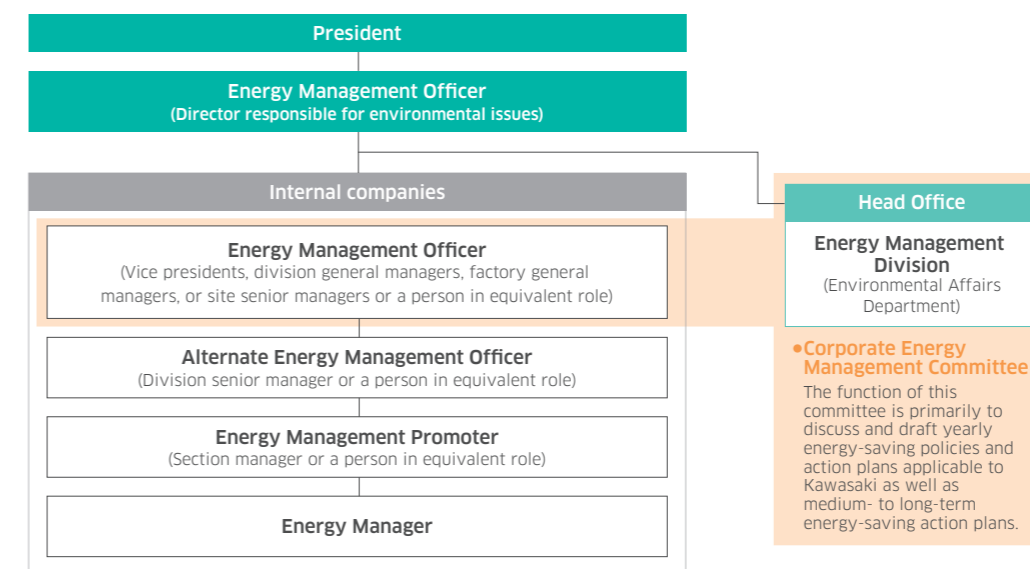 President
Energy Management Officer
(Director responsible for environmental issues)
Internal companies
Energy Management Officer
(Vice presidents, division general managers, factory general
managers, or site senior managers or a person in equivalent role)
Alternate Energy Management Officer
(Division senior manager or a person in equivalent role)
Energy Management Promoter
(Section manager or a person in equivalent role)
Energy Manager
Head Office
Energy Management
Division
(Environmental Affairs
Department)
●Corporate Energy
Management Committee
The function of this
committee is primarily to
discuss and draft yearly
energy-saving policies and
action plans applicable to
Kawasaki as well as
medium- to long-term
energy-saving action plans.